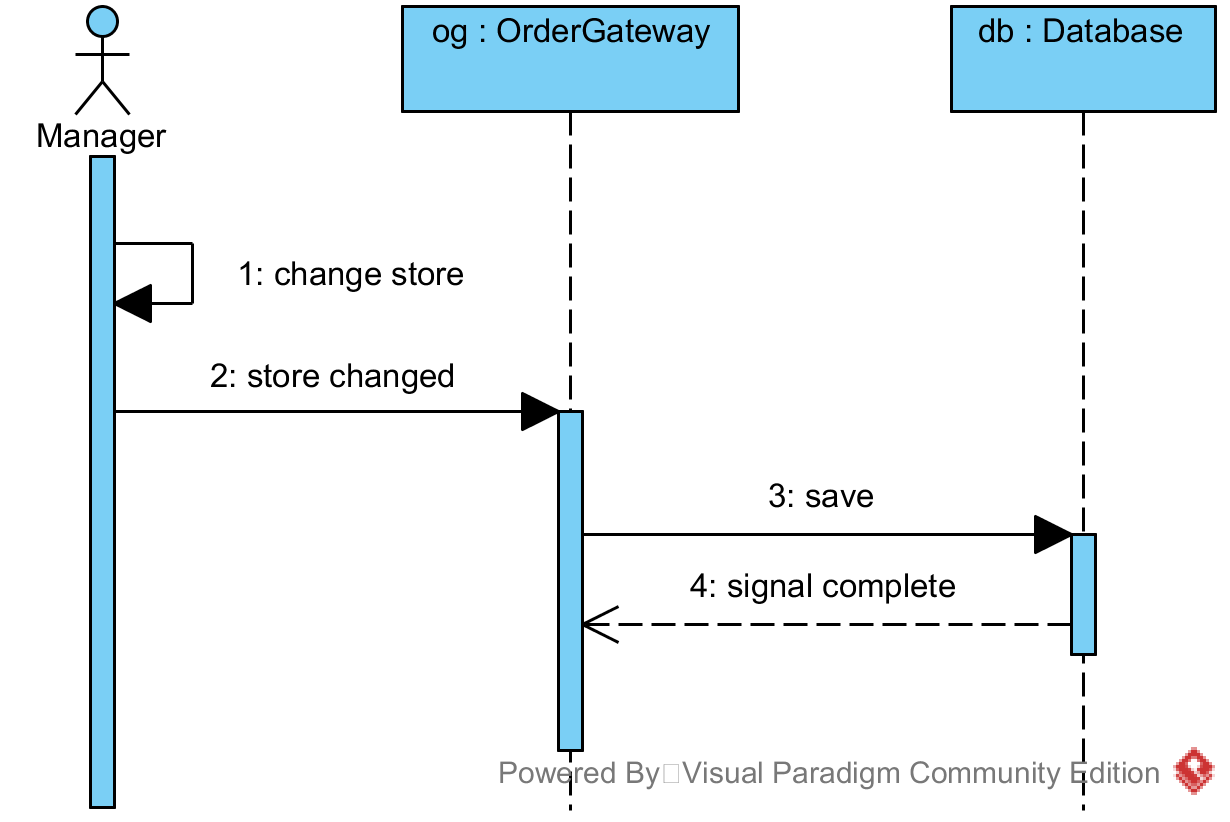 og : OrderGateway
db : Database
Manager
1: change store
2: store changed
3: save
4: signal complete
Powered By Visual Paradigm Community Edition